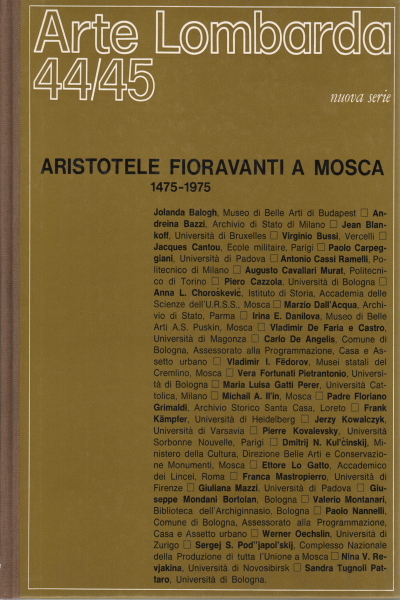 Arte Lombarda
44/45
nuova serie
ARISTOTELE FIORAVANTI A MOSCA
1475-1975
Jolanda Balogh, Museo di Belle Arti di Budapest □ An-
dreina Bazzi, Archivio di Stato di Milano □ Jean Blan-
koff, Università di Bruxelles □ Virginio Bussi, Vercelli □
Jacques Cantou, Ecole militaire, Parigi □ Paolo Carpeg-
giani, Università di Padova □ Antonio Cassi Ramelli, Po-
litecnico di Milano □ Augusto Cavallari Murat, Politecni-
co di Torino □ Piero Cazzola, Università di Bologna □
Anna L. Choroškevič, Istituto di Storia, Accademia delle
Scienze dell'U.R.S.S., Mosca □ Marzio Dall'Acqua, Archi-
vio di Stato, Parma □ Irina E. Danilova, Museo di Belle
Arti A.S. Puskin, Mosca □ Vladimir De Faria e Castro,
Università di Magonza □ Carlo De Angelis, Comune di
Bologna, Assessorato alla Programmazione, Casa e As-
setto urbano □ Vladimir I. Fëdorov, Musei statali del
Cremlino, Mosca □ Vera Fortunati Pietrantonio, Universi-
tà di Bologna □ Maria Luisa Gatti Perer, Università Cat-
tolica, Milano □ Michail A. Il'in, Mosca □ Padre Floriano
Grimaldi, Archivio Storico Santa Casa, Loreto □ Frank
Kämpfer, Università di Heidelberg □ Jerzy Kowalczyk,
Università di Varsavia □ Pierre Kovalevsky, Università
Sorbonne Nouvelle, Parigi □ Dmitrij N. Kul'činskij, Mi-
nistero della Cultura, Direzione Belle Arti e Conservazio-
ne Monumenti, Mosca □ Ettore Lo Gatto, Accademico
dei Lincei, Roma □ Franca Mastropierro, Università di
Firenze □ Giuliana Mazzi, Università di Padova □ Giu-
seppe Mondani Bortolan, Bologna □ Valerio Montanari,
Biblioteca dell'Archiginnasio, Bologna □ Paolo Nannelli,
Comune di Bologna, Assessorato alla Programmazione,
Casa e Assetto urbano □ Werner Oechslin, Università di
Zurigo □ Sergej S. Pod"japol'skij, Complesso Nazionale
della Produzione di tutta l'Unione a Mosca □ Nina V. Re-
vjakina, Università di Novosibirsk □ Sandra Tugnoli Pat-
taro, Università di Bologna.